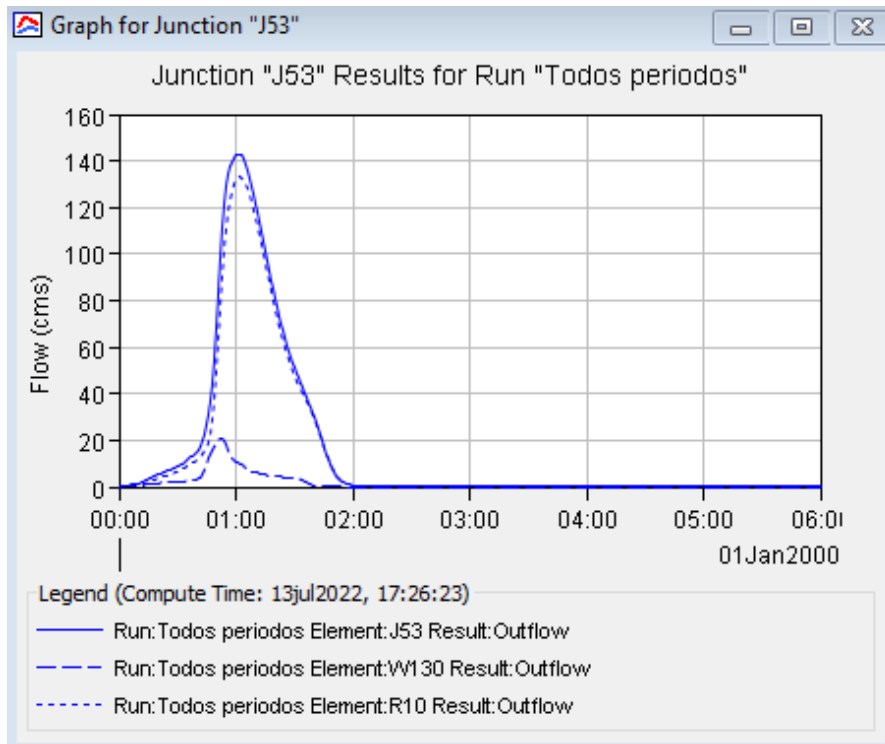 Graph for Junction "J53"
Junction "J53" Results for Run "Todos periodos"
160
140
120
100
80
60
40
20
0
Flow (cms)
00:00 01:00 02:00 03:00 04:00 05:00 06:0
01Jan2000
Legend (Compute Time: 13jul2022, 17:26:23)
Run:Todos periodos Element:J53 Result:Outflow
Run:Todos periodos Element:W130 Result:Outflow
Run:Todos periodos Element:R10 Result:Outflow